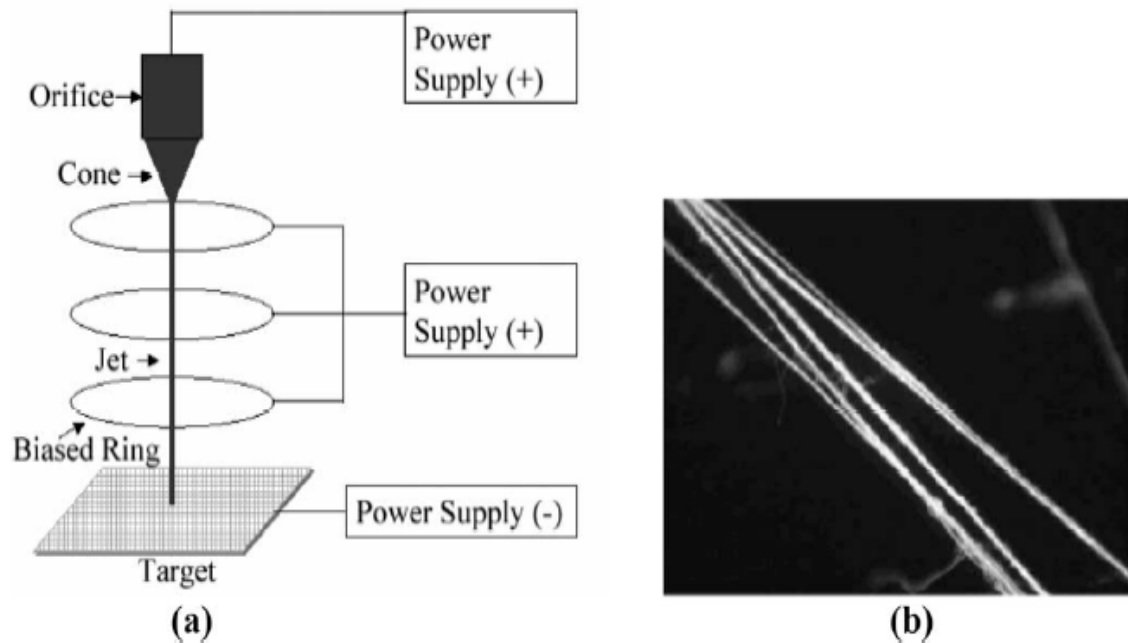 Power
Supply (+)
Orifice
Cone
Power
Supply (+)
Jet
Biased Ring
Power Supply (-)
Target
(a)
(b)